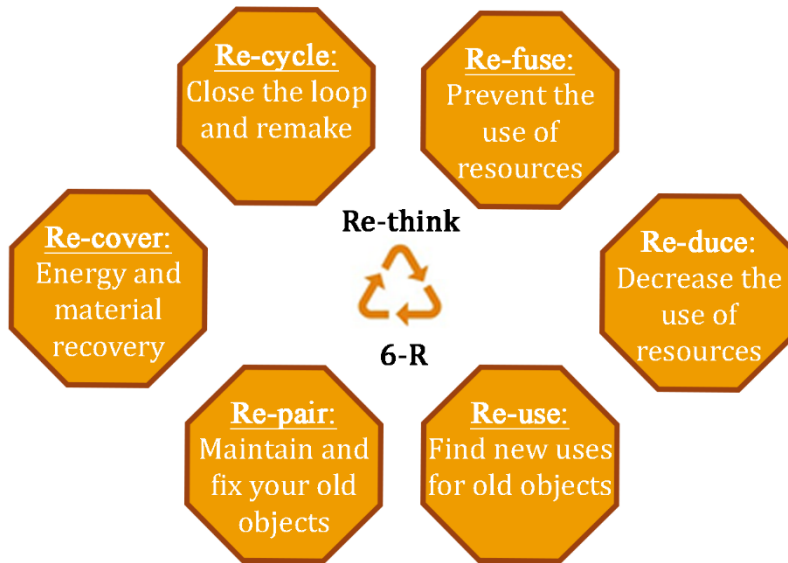 Re-cycle:
Close the loop
and remake
Re-fuse:
Prevent the
use of
resources
Re-think
6-R
Re-cover:
Energy and
material
recovery
Re-duce:
Decrease the
use of
resources
Re-pair:
Maintain and
fix your old
objects
Re-use:
Find new uses
for old objects